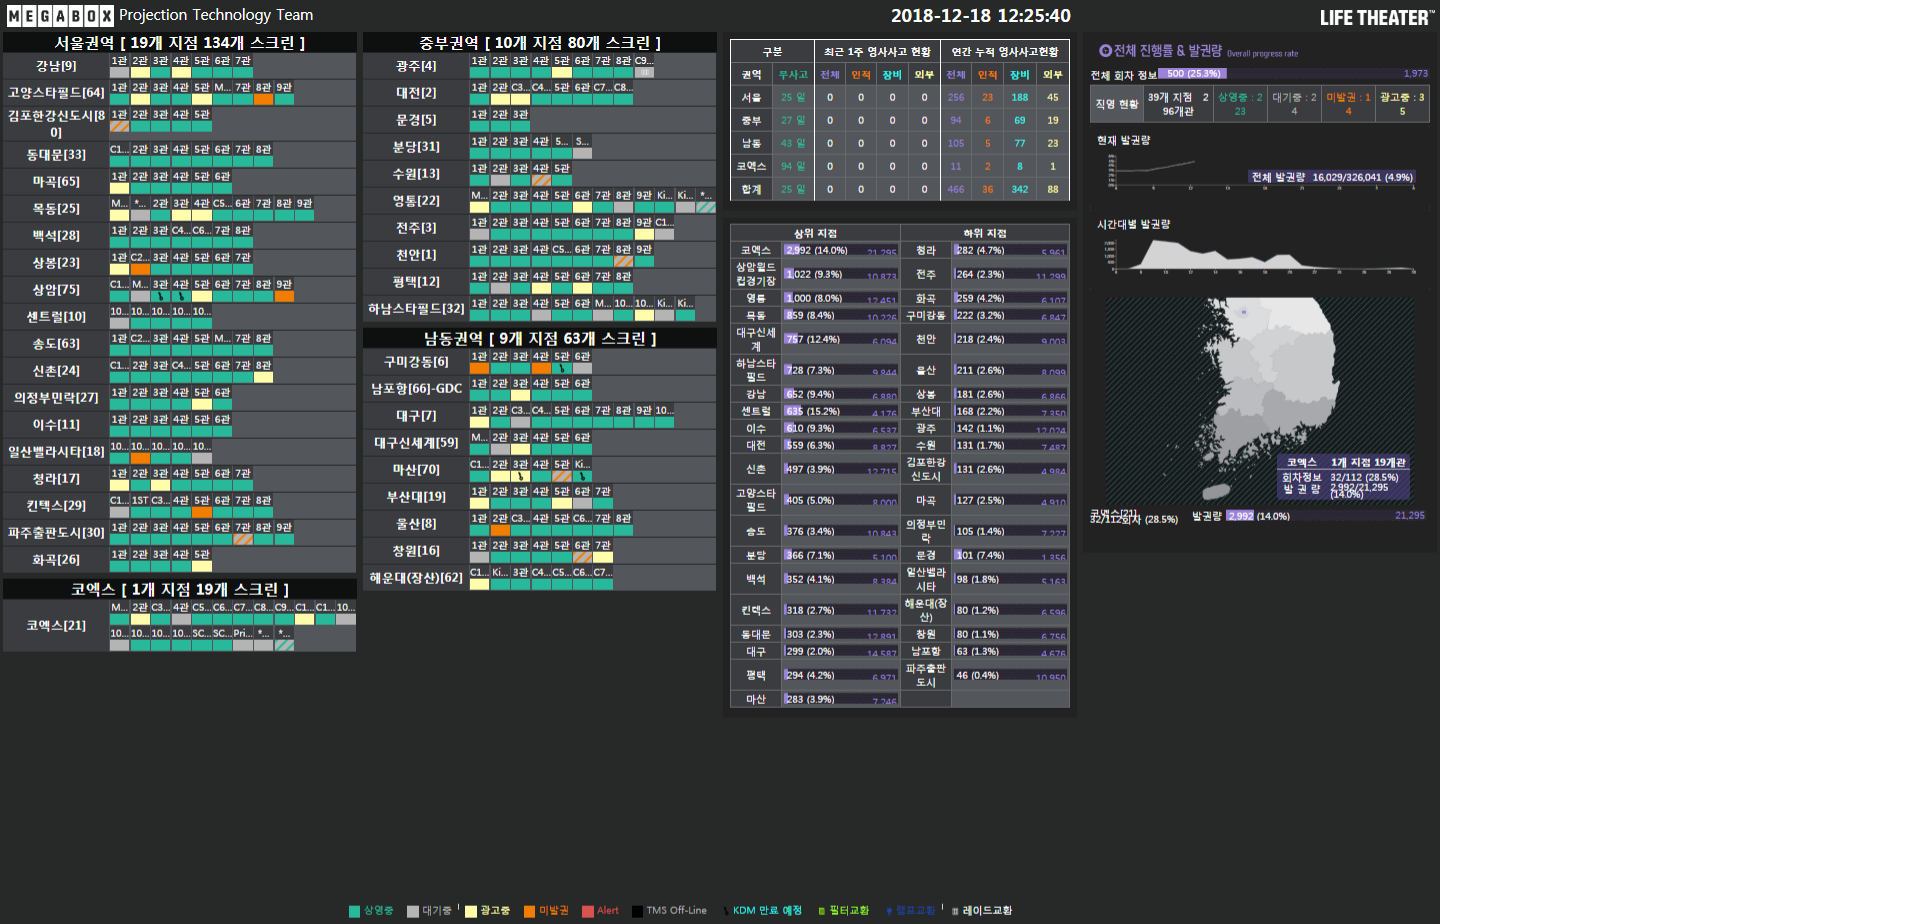 MEGABOX Projection Technology Team
2018-12-18 12:25:40
LIFE THEATER™
서울권역 [ 19개 지점 134개 스크린 ]
강남[9] 1관 2관 3관 4관 5관 6관 7관
고양스타필드[64] 1관 2관 3관 4관 5관 M... 7관 8관 9관
김포한강신도시[80] 1관 2관 3관 4관 5관
동대문[33] C1... 2관 3관 4관 5관 6관 7관 8관
마곡[65] 1관 2관 3관 4관 5관 6관
목동[25] M... *... 2관 3관 4관 C5... 6관 7관 8관 9관
백석[28] 1관 2관 3관 C4... C6... 7관 8관
상봉[23] 1관 C2... 3관 4관 5관 6관 7관
상암[75] C1... M... 3관 4관 5관 6관 7관 8관 9관
센트럴[10] 10... 10... 10... 10... 10...
송도[63] 1관 C2... 3관 4관 5관 M... 7관 8관
신촌[24] C1... 2관 3관 C4... 5관 6관 7관 8관
의정부민락[27] 1관 2관 3관 4관 5관 6관
이수[11] 1관 2관 3관 4관 5관 6관
일산벨라시타[18] 10... 10... 10... 10... 10...
청라[17] 1관 2관 3관 4관 5관 6관 7관
킨텍스[29] C1... 1ST C3... 4관 5관 6관 7관 8관
파주출판도시[30] 1관 2관 3관 4관 5관 6관 7관 8관 9관
화곡[26] 1관 2관 3관 4관 5관
코엑스 [ 1개 지점 19개 스크린 ]
코엑스[21] M... 2관 C3... 4관 C5... C6... C7... C8... C9... C1... C1... 10...
10... 10... 10... 10... SC... SC... Pri... *... *...
중부권역 [ 10개 지점 80개 스크린 ]
광주[4] 1관 2관 3관 4관 5관 6관 7관 8관 C9...
대전[2] 1관 2관 C3... C4... 5관 6관 C7... C8...
문경[5] 1관 2관 3관
분당[31] 1관 2관 3관 4관 5... S...
수원[13] 1관 2관 3관 4관 5관
영통[22] M... 2관 3관 4관 5관 6관 7관 8관 9관 Ki... Ki... *...
전주[3] 1관 2관 3관 4관 5관 6관 7관 8관 9관 C1...
천안[1] 1관 2관 3관 4관 C5... 6관 7관 8관 9관
평택[12] 1관 2관 3관 4관 5관 6관 7관 8관
하남스타필드[32] 1관 2관 3관 4관 5관 6관 M... 10... 10... Ki... Ki...
남동권역 [ 9개 지점 63개 스크린 ]
구미강동[6] 1관 2관 3관 4관 5관 6관
남포항[66]-GDC 1관 2관 3관 4관 5관 6관
대구[7] 1관 2관 C3... C4... 5관 6관 7관 8관 9관 10...
대구신세계[59] M... 2관 3관 4관 5관 6관
마산[70] C1... 2관 3관 4관 5관 Ki...
부산대[19] 1관 2관 3관 4관 5관 6관 7관 8관
울산[8] 1관 2관 C3... 4관 5관 C6... 7관 8관
창원[16] 1관 2관 3관 4관 5관 6관 7관
해운대(장산)[62] C1... Ki... 3관 C4... C5... C6... C7...
구분 최근 1주 영사사고 현황 연간 누적 영사사고현황
권역 무사고 전체 인적 장비 외부 전체 인적 장비 외부
서울 25 일 0 0 0 0 256 23 188 45
중부 27 일 0 0 0 0 94 6 69 19
남동 43 일 0 0 0 0 105 5 77 23
코엑스 94 일 0 0 0 0 11 2 8 1
합계 25 일 0 0 0 0 466 36 342 88
상위 지점 하위 지점
코엑스 2,992 (14.0%) 21,295 청라 282 (4.7%) 5,961
상암월드컵경기장 1,022 (9.3%) 10,873 전주 264 (2.3%) 11,299
영통 1,000 (8.0%) 12,451 화곡 259 (4.2%) 6,107
목동 859 (8.4%) 10,226 구미강동 222 (3.2%) 6,847
대구신세계 757 (12.4%) 6,094 천안 218 (2.4%) 9,003
하남스타필드 728 (7.3%) 9,844 울산 211 (2.6%) 8,099
강남 652 (9.4%) 6,880 상봉 181 (2.6%) 6,866
센트럴 635 (15.2%) 4,176 부산대 168 (2.2%) 7,350
이수 610 (9.3%) 6,537 광주 142 (1.1%) 12,024
대전 559 (6.3%) 8,827 수원 131 (1.7%) 7,487
신촌 497 (3.9%) 12,715 김포한강신도시 131 (2.6%) 4,984
고양스타필드 405 (5.0%) 8,000 마곡 127 (2.5%) 4,910
송도 376 (3.4%) 10,843 의정부민락 105 (1.4%) 7,227
분당 366 (7.1%) 5,100 문경 101 (7.4%) 1,356
백석 352 (4.1%) 8,384 일산벨라시타 98 (1.8%) 5,163
킨텍스 318 (2.7%) 11,732 해운대(장산) 80 (1.2%) 6,596
동대문 303 (2.3%) 12,891 창원 80 (1.1%) 6,756
대구 299 (2.0%) 14,587 남포항 63 (1.3%) 4,676
평택 294 (4.2%) 6,971 파주출판도시 46 (0.4%) 10,950
마산 283 (3.9%) 7,246
전체 진행률 & 발권량 Overall progress rate
전체 회차 정보 500 (25.3%) 1,973
직영 현황 39개 지점 296개관 상영중 : 223 대기중 : 24 미발권 : 14 광고중 : 35
현재 발권량
전체 발권량 16,029/326,041 (4.9%)
시간대별 발권량
코엑스 1개 지점 19개관
회차정보 32/112 (28.5%)
발 권 량 2,992/21,295 (14.0%)
코엑스[21]
32/112회차 (28.5%) 발권량 2,992 (14.0%) 21,295
상영중 대기중 광고중 미발권 Alert TMS Off-Line KDM 만료 예정 필터교환 램프교환 레이드교환